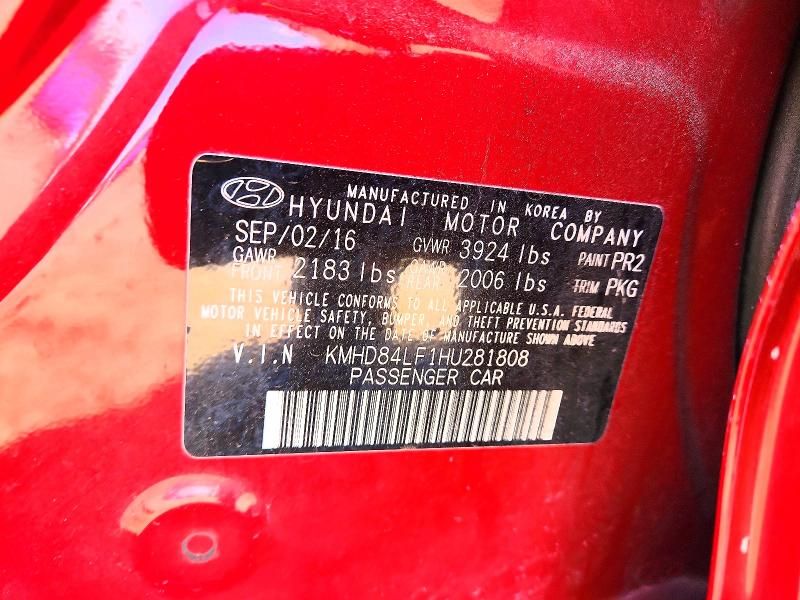 MANUFACTURED IN KOREA BY
HYUNDAI MOTOR COMPANY
SEP/02/16 GVWR 3924 lbs PAINT PR2
GAWR FRONT 2183 lbs GAWR REAR 2006 lbs TRIM PKG
THIS VEHICLE CONFORMS TO ALL APPLICABLE U.S.A. FEDERAL
MOTOR VEHICLE SAFETY, BUMPER, AND THEFT PREVENTION STANDARDS
IN EFFECT ON THE DATE OF MANUFACTURE SHOWN ABOVE
V.I.N KMHD84LF1HU281808
PASSENGER CAR